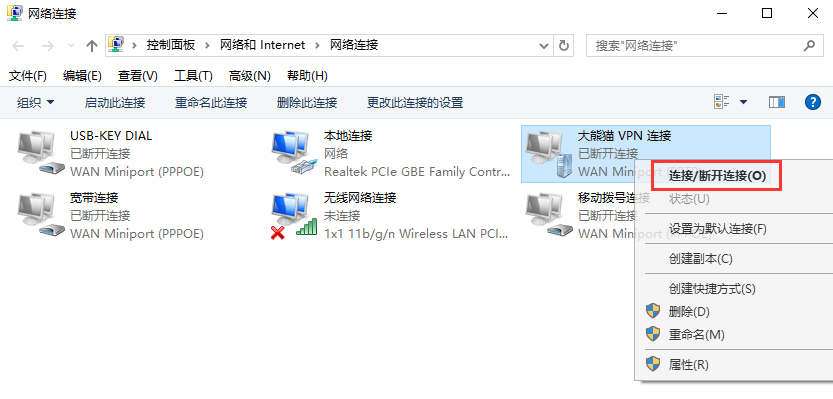 网络连接
控制面板 > 网络和 Internet > 网络连接
搜索"网络连接"
文件(F) 编辑(E) 查看(V) 工具(T) 高级(N) 帮助(H)
组织 启动此连接 重命名此连接 删除此连接 更改此连接的设置
USB-KEY DIAL
已断开连接
WAN Miniport (PPPOE)
本地连接
网络
Realtek PCIe GBE Family Contr...
大熊猫 VPN 连接
已断开连接
WAN Miniport
宽带连接
已断开连接
WAN Miniport (PPPOE)
无线网络连接
未连接
1x1 11b/g/n Wireless LAN PCI...
移动拨号连接
已断开连接
WAN Miniport
连接/断开连接(O)
状态(U)
设置为默认连接(F)
创建副本(C)
创建快捷方式(S)
删除(D)
重命名(M)
属性(R)